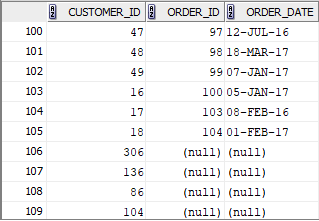 CUSTOMER_ID ORDER_ID ORDER_DATE
100 47 97 12-JUL-16
101 48 98 18-MAR-17
102 49 99 07-JAN-17
103 16 100 05-JAN-17
104 17 103 08-FEB-16
105 18 104 01-FEB-17
106 306 (null) (null)
107 136 (null) (null)
108 86 (null) (null)
109 104 (null) (null)